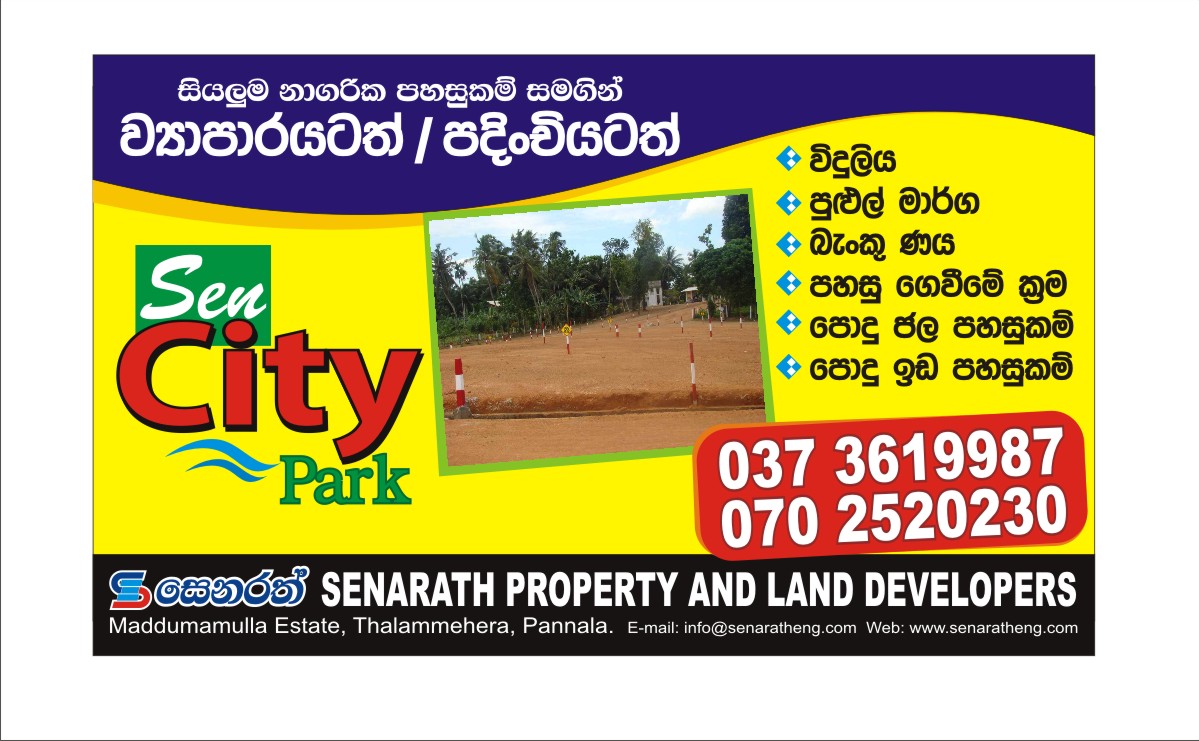 සියලුම නාගරික පහසුකම් සමගින්
ව්‍යාපාරයටත් / පදිංචියටත්
විදුලිය
පුළුල් මාර්ග
බැංකු ණය
පහසු ගෙවීමේ ක්‍රම
පොදු ජල පහසුකම්
පොදු ඉඩ පහසුකම්
Sen
City
Park
037 3619987
070 2520230
සෙනරත් SENARATH PROPERTY AND LAND DEVELOPERS
Maddumamulla Estate, Thalammehera, Pannala. E-mail: info@senaratheng.com Web: www.senaratheng.com